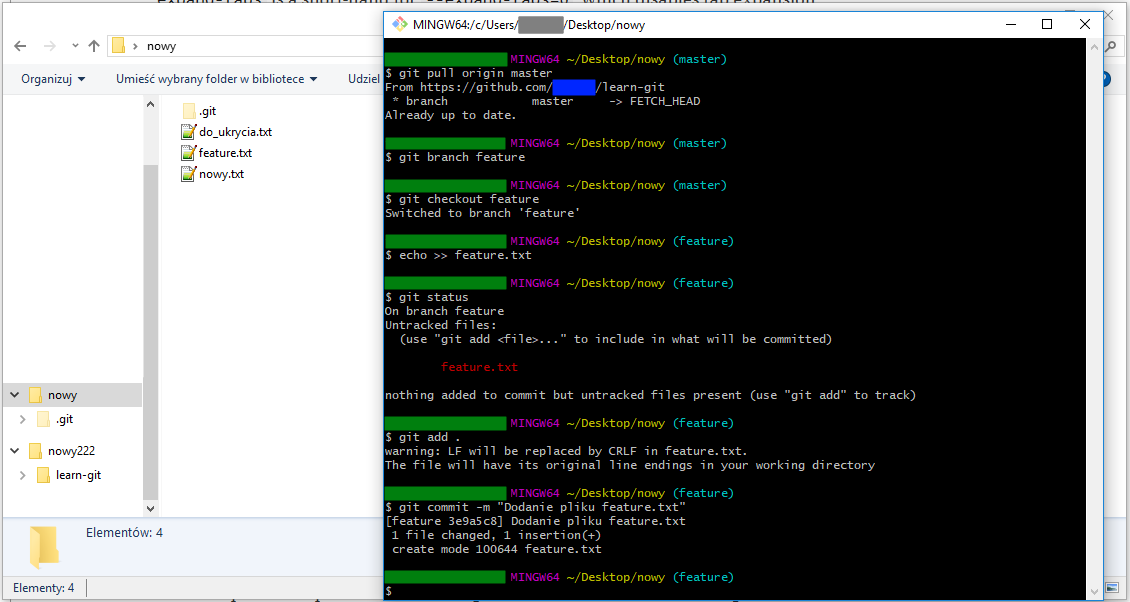 MINGW64:/c/Users/ /Desktop/nowy
nowy
Organizuj
Umieść wybrany folder w bibliotece
Udziel
.git
do_ukrycia.txt
feature.txt
nowy.txt
nowy
.git
nowy222
learn-git
Elementów: 4
Elementy: 4
MINGW64 ~/Desktop/nowy (master)
$ git pull origin master
From https://github.com/ /learn-git
* branch master -> FETCH_HEAD
Already up to date.
MINGW64 ~/Desktop/nowy (master)
$ git branch feature
MINGW64 ~/Desktop/nowy (master)
$ git checkout feature
Switched to branch 'feature'
MINGW64 ~/Desktop/nowy (feature)
$ echo >> feature.txt
MINGW64 ~/Desktop/nowy (feature)
$ git status
On branch feature
Untracked files:
(use "git add <file>..." to include in what will be committed)
feature.txt
nothing added to commit but untracked files present (use "git add" to track)
MINGW64 ~/Desktop/nowy (feature)
$ git add .
warning: LF will be replaced by CRLF in feature.txt.
The file will have its original line endings in your working directory
MINGW64 ~/Desktop/nowy (feature)
$ git commit -m "Dodanie pliku feature.txt"
[feature 3e9a5c8] Dodanie pliku feature.txt
1 file changed, 1 insertion(+)
create mode 100644 feature.txt
MINGW64 ~/Desktop/nowy (feature)
$